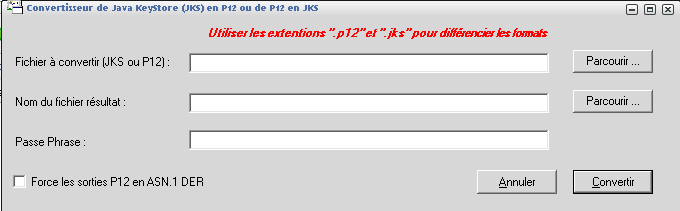 Convertisseur de Java KeyStore (JKS) en P12 ou de P12 en JKS
Utiliser les extentions ".p12" et ".jks" pour différencier les formats
Fichier à convertir (JKS ou P12) :
Parcourir ...
Nom du fichier résultat :
Parcourir ...
Passe Phrase :
Force les sorties P12 en ASN.1 DER
Annuler
Convertir